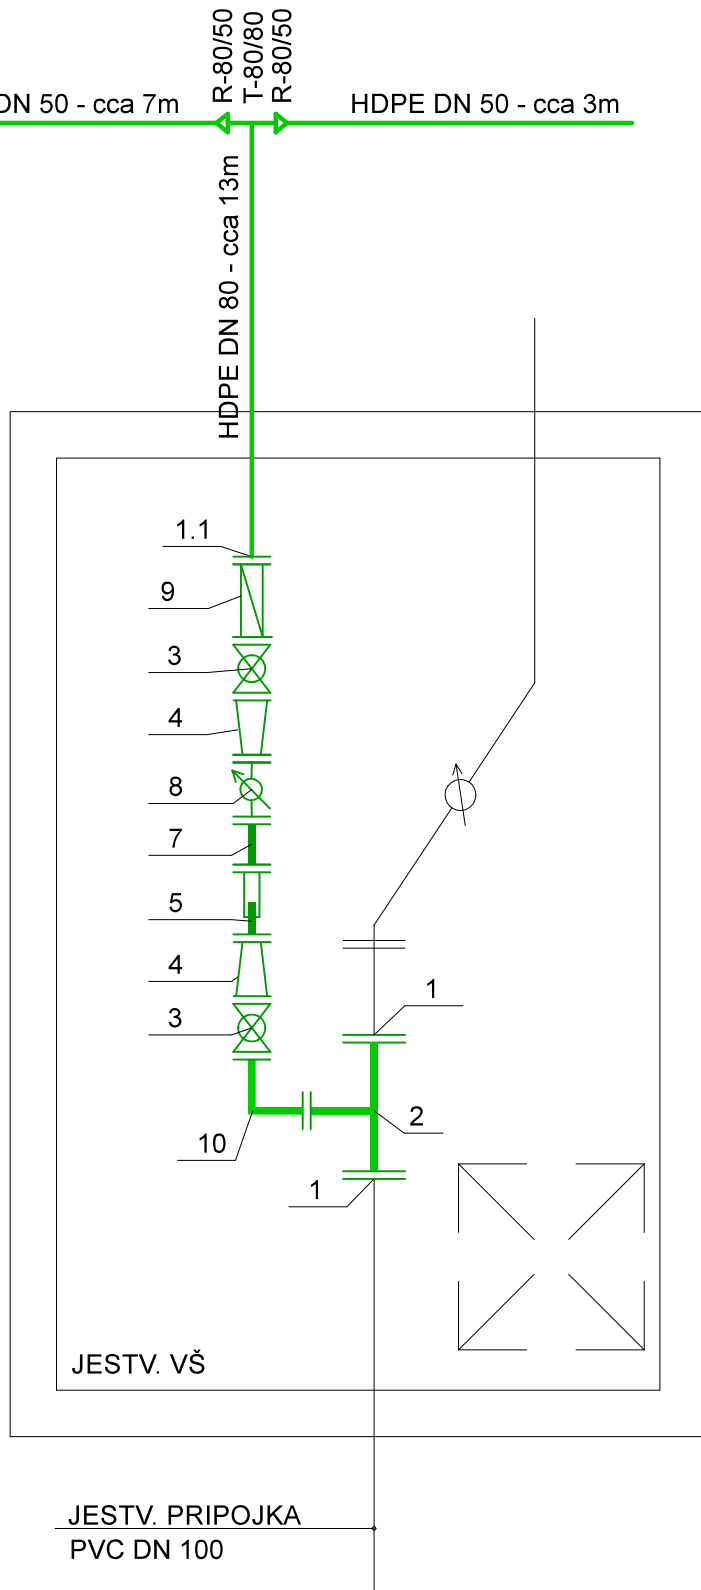 R-80/50
T-80/80
R-80/50
DN 50 - cca 7m
HDPE DN 50 - cca 3m
HDPE DN 80 - cca 13m
1.1
9
3
4
8
7
5
4
3
1
2
10
1
JESTV. VŠ
JESTV. PRIPOJKA
PVC DN 100